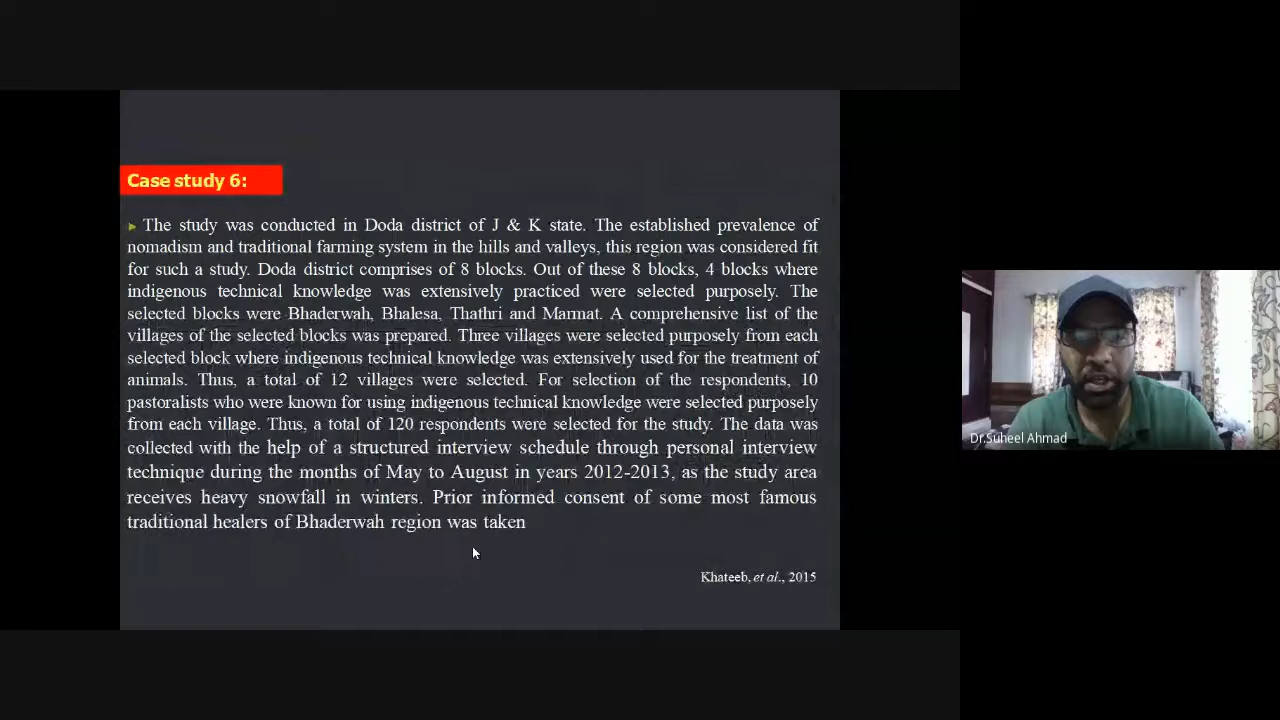 Case study 6:
The study was conducted in Doda district of J & K state. The established prevalence of
nomadism and traditional farming system in the hills and valleys, this region was considered fit
for such a study. Doda district comprises of 8 blocks. Out of these 8 blocks, 4 blocks where
indigenous technical knowledge was extensively practiced were selected purposely. The
selected blocks were Bhaderwah, Bhalesa, Thathri and Marmat. A comprehensive list of the
villages of the selected blocks was prepared. Three villages were selected purposely from each
selected block where indigenous technical knowledge was extensively used for the treatment of
animals. Thus, a total of 12 villages were selected. For selection of the respondents, 10
pastoralists who were known for using indigenous technical knowledge were selected purposely
from each village. Thus, a total of 120 respondents were selected for the study. The data was
collected with the help of a structured interview schedule through personal interview
technique during the months of May to August in years 2012-2013, as the study area
receives heavy snowfall in winters. Prior informed consent of some most famous
traditional healers of Bhaderwah region was taken
Khateeb, et al., 2015
Dr.Suheel Ahmad